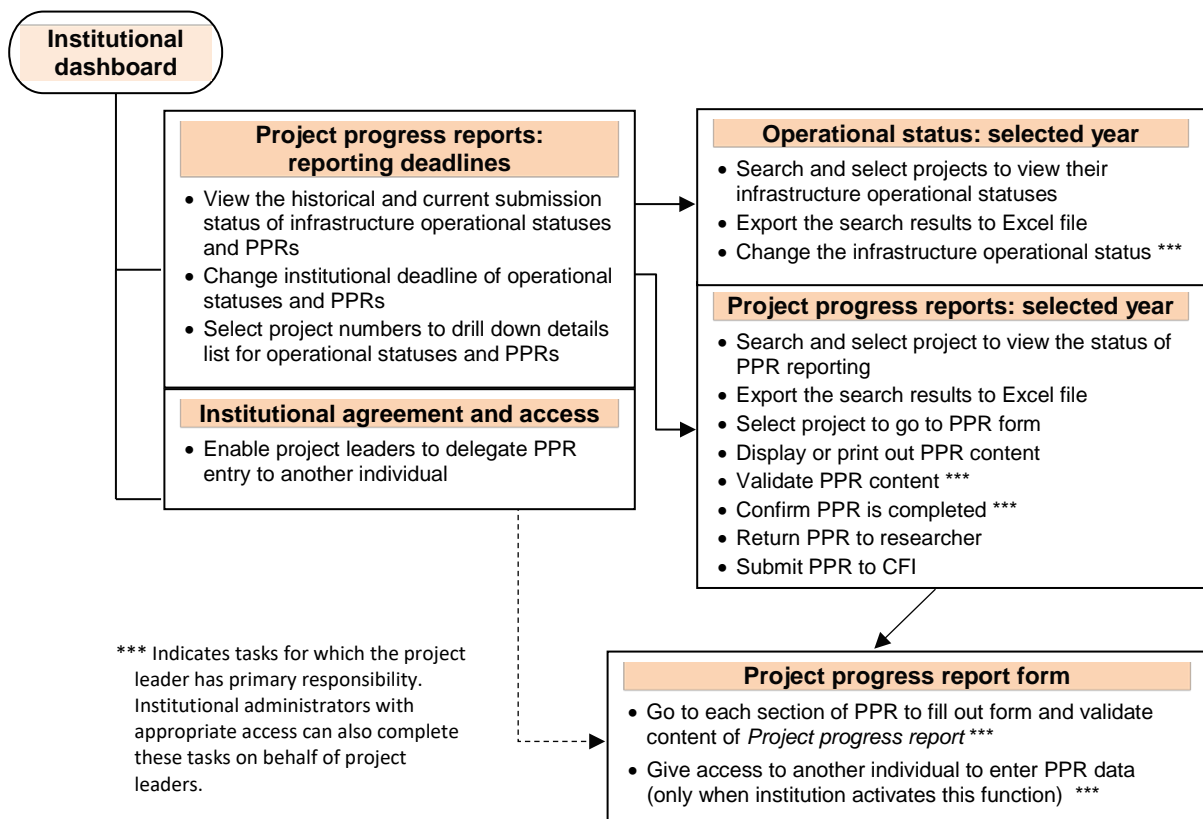 Institutional
dashboard
Project progress reports:
reporting deadlines
• View the historical and current submission
status of infrastructure operational statuses
and PPRs
• Change institutional deadline of operational
statuses and PPRs
• Select project numbers to drill down details
list for operational statuses and PPRs
Institutional agreement and access
• Enable project leaders to delegate PPR
entry to another individual
Operational status: selected year
• Search and select projects to view their
infrastructure operational statuses
• Export the search results to Excel file
• Change the infrastructure operational status ***
Project progress reports: selected year
• Search and select project to view the status of
PPR reporting
• Export the search results to Excel file
• Select project to go to PPR form
• Display or print out PPR content
• Validate PPR content ***
• Confirm PPR is completed ***
• Return PPR to researcher
• Submit PPR to CFI
*** Indicates tasks for which the project
leader has primary responsibility.
Institutional administrators with
appropriate access can also complete
these tasks on behalf of project
leaders.
Project progress report form
• Go to each section of PPR to fill out form and validate
content of Project progress report ***
• Give access to another individual to enter PPR data
(only when institution activates this function) ***